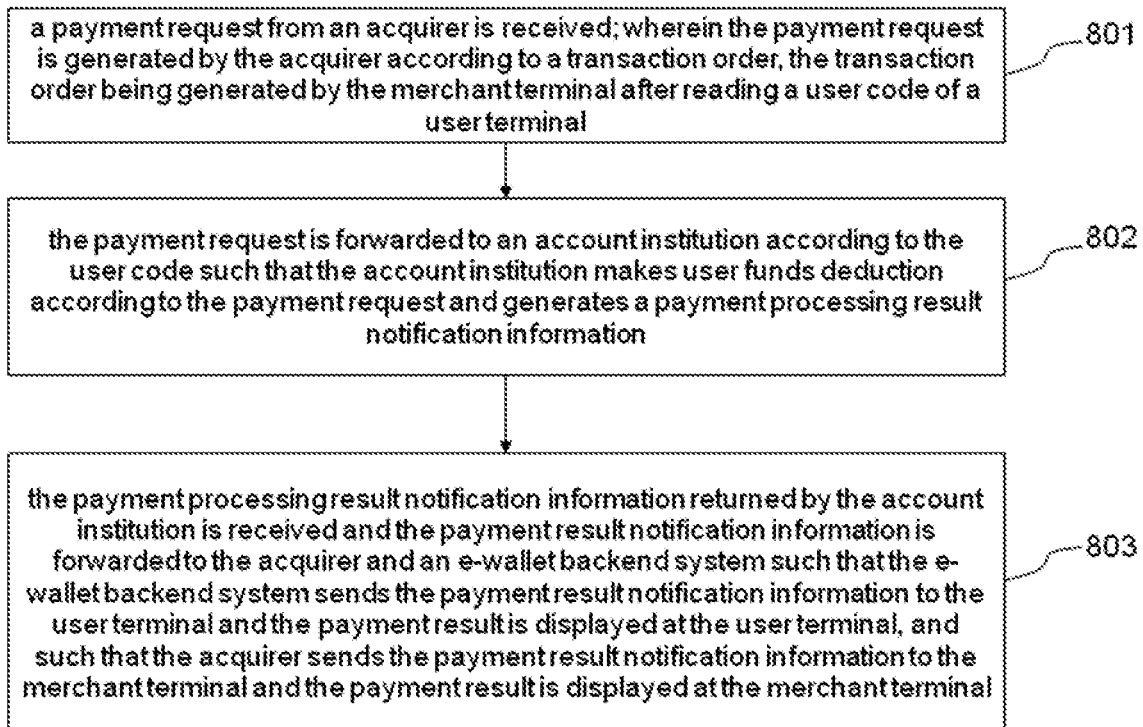 a payment request from an acquirer is received; wherein the payment request
is generated by the acquirer according to a transaction order, the transaction
order being generated by the merchant terminal after reading a user code of a
user terminal
801
the payment request is forwarded to an account institution according to the
user code such that the account institution makes user funds deduction
according to the payment request and generates a payment processing result
notification information
802
the payment processing result notification information returned by the account
institution is received and the payment result notification information is
forwarded to the acquirer and an e-wallet backend system such that the e-
wallet backend system sends the payment result notification information to the
user terminal and the payment result is displayed at the user terminal, and
such that the acquirer sends the payment result notification information to the
merchant terminal and the payment result is displayed at the merchant terminal
803